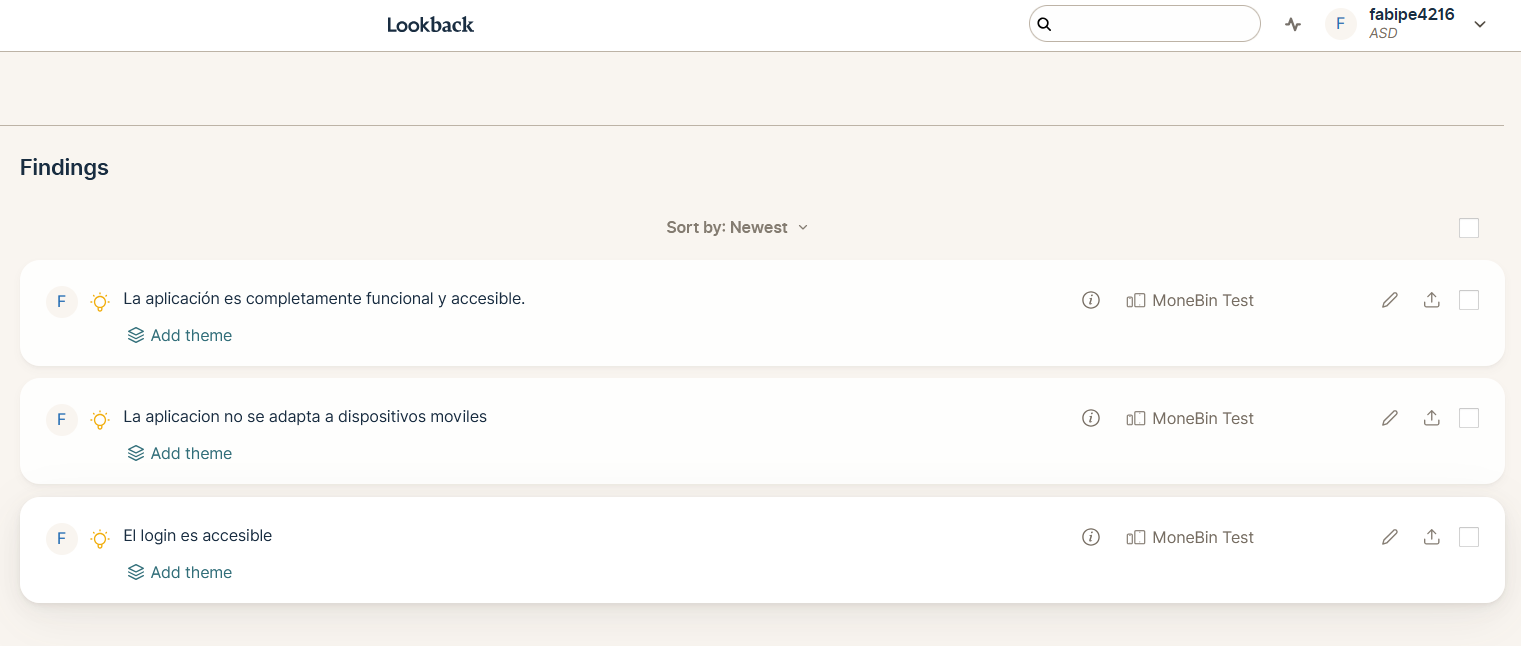 Lookback
F
fabipe4216
ASD
Findings
Sort by: Newest
F
La aplicación es completamente funcional y accesible.
MoneBin Test
Add theme
F
La aplicacion no se adapta a dispositivos moviles
MoneBin Test
Add theme
F
El login es accesible
MoneBin Test
Add theme